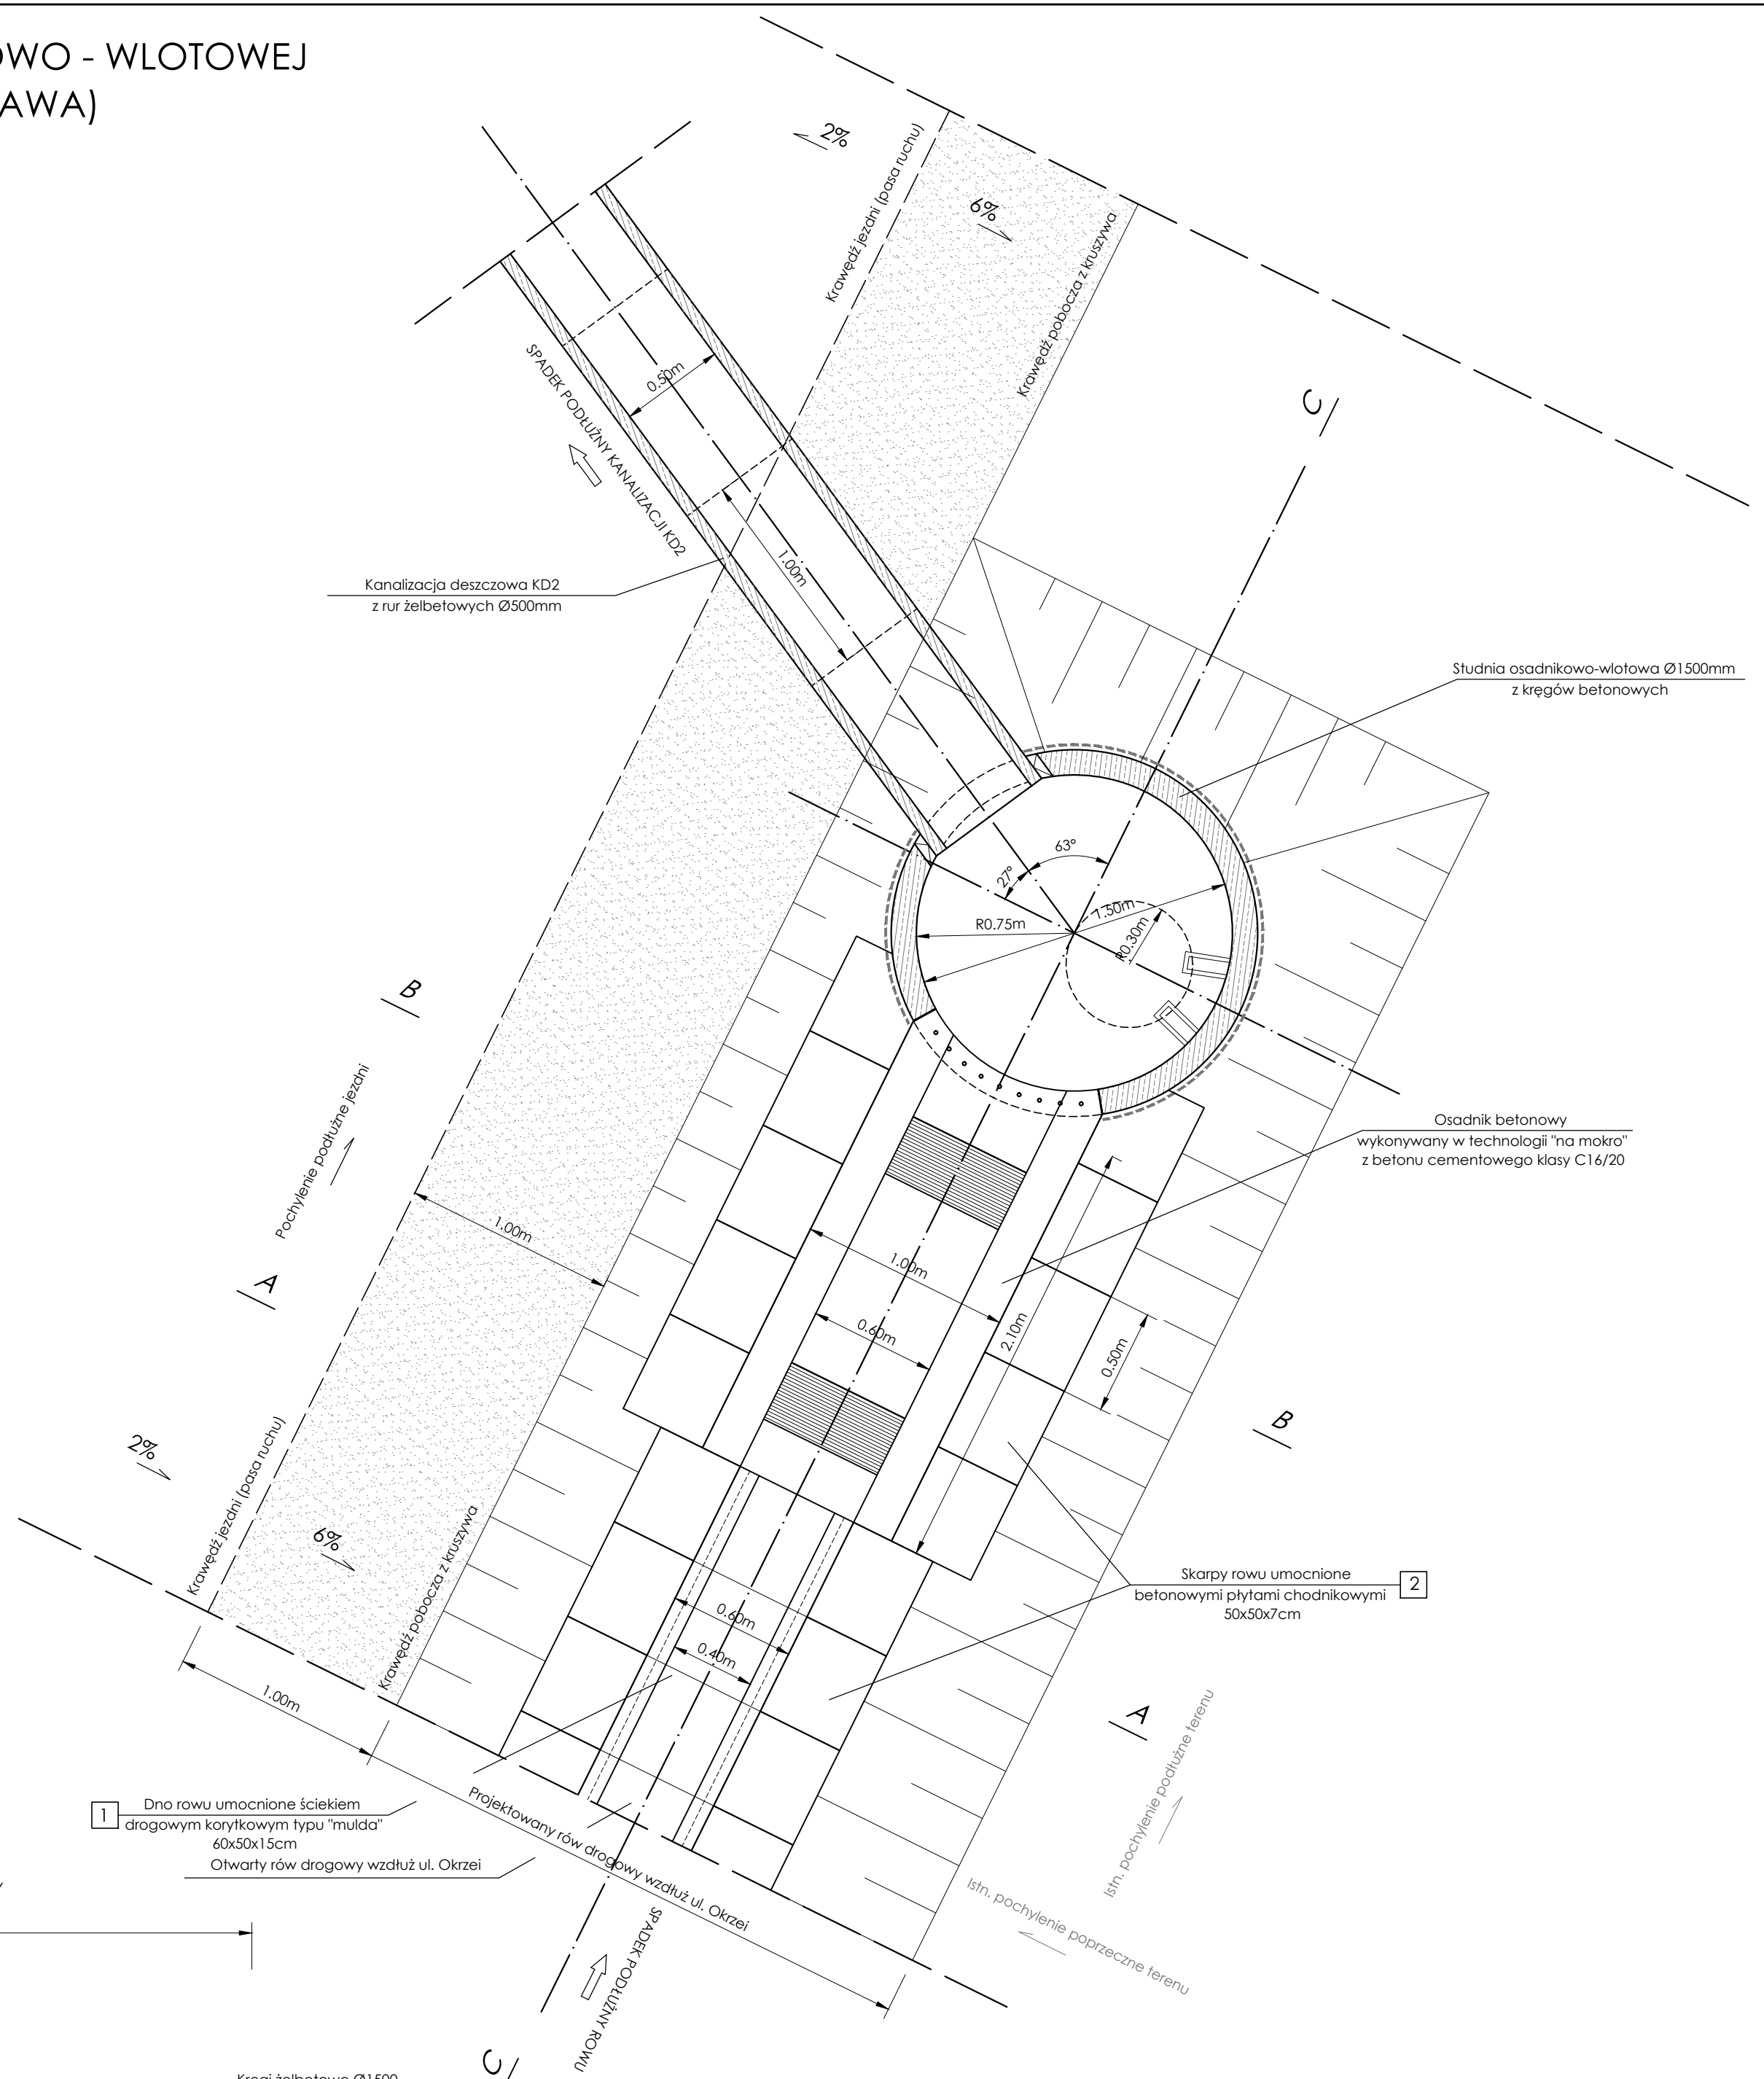 OWO - WLOTOWEJ
AWA)
2%
Krawędź jezdni (pasa ruchu)
6%
Krawędź pobocza z kruszywa
C
0.50m
SPADEK PODŁUŻNY KANALIZACJI KD2
1.00m
Kanalizacja deszczowa KD2
z rur żelbetowych Ø500mm
Studnia osadnikowo-wlotowa Ø1500mm
z kręgów betonowych
63°
27°
1.50m
R0.75m
R0.30m
B
Pochylenie podłużne jezdni
A
Osadnik betonowy
wykonywany w technologii "na mokro"
z betonu cementowego klasy C16/20
1.00m
1.00m
0.60m
2.10m
0.50m
B
2%
Krawędź jezdni (pasa ruchu)
6%
Krawędź pobocza z kruszywa
Skarpy rowu umocnione
betonowymi płytami chodnikowymi
50x50x7cm
2
0.60m
0.40m
1.00m
A
Istn. pochylenie podłużne terenu
1
Dno rowu umocnione ściekiem
drogowym korytkowym typu "mulda"
60x50x15cm
Otwarty rów drogowy wzdłuż ul. Okrzei
Projektowany rów drogowy wzdłuż ul. Okrzei
Istn. pochylenie poprzeczne terenu
SPADEK PODŁUŻNY ROWU
C
Kręgi żelbetowe Ø1500